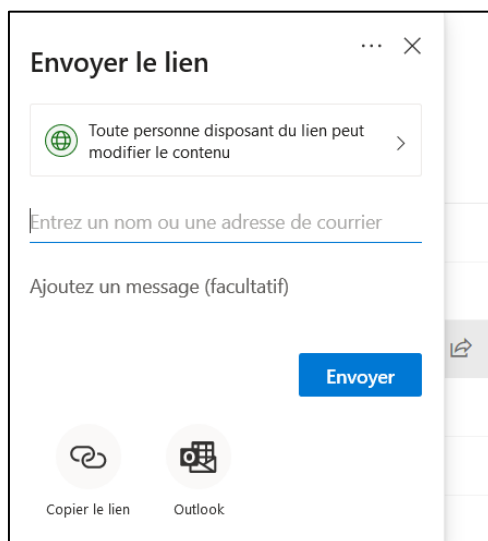 Envoyer le lien
Toute personne disposant du lien peut
modifier le contenu
Entrez un nom ou une adresse de courrier
Ajoutez un message (facultatif)
Envoyer
Copier le lien
Outlook